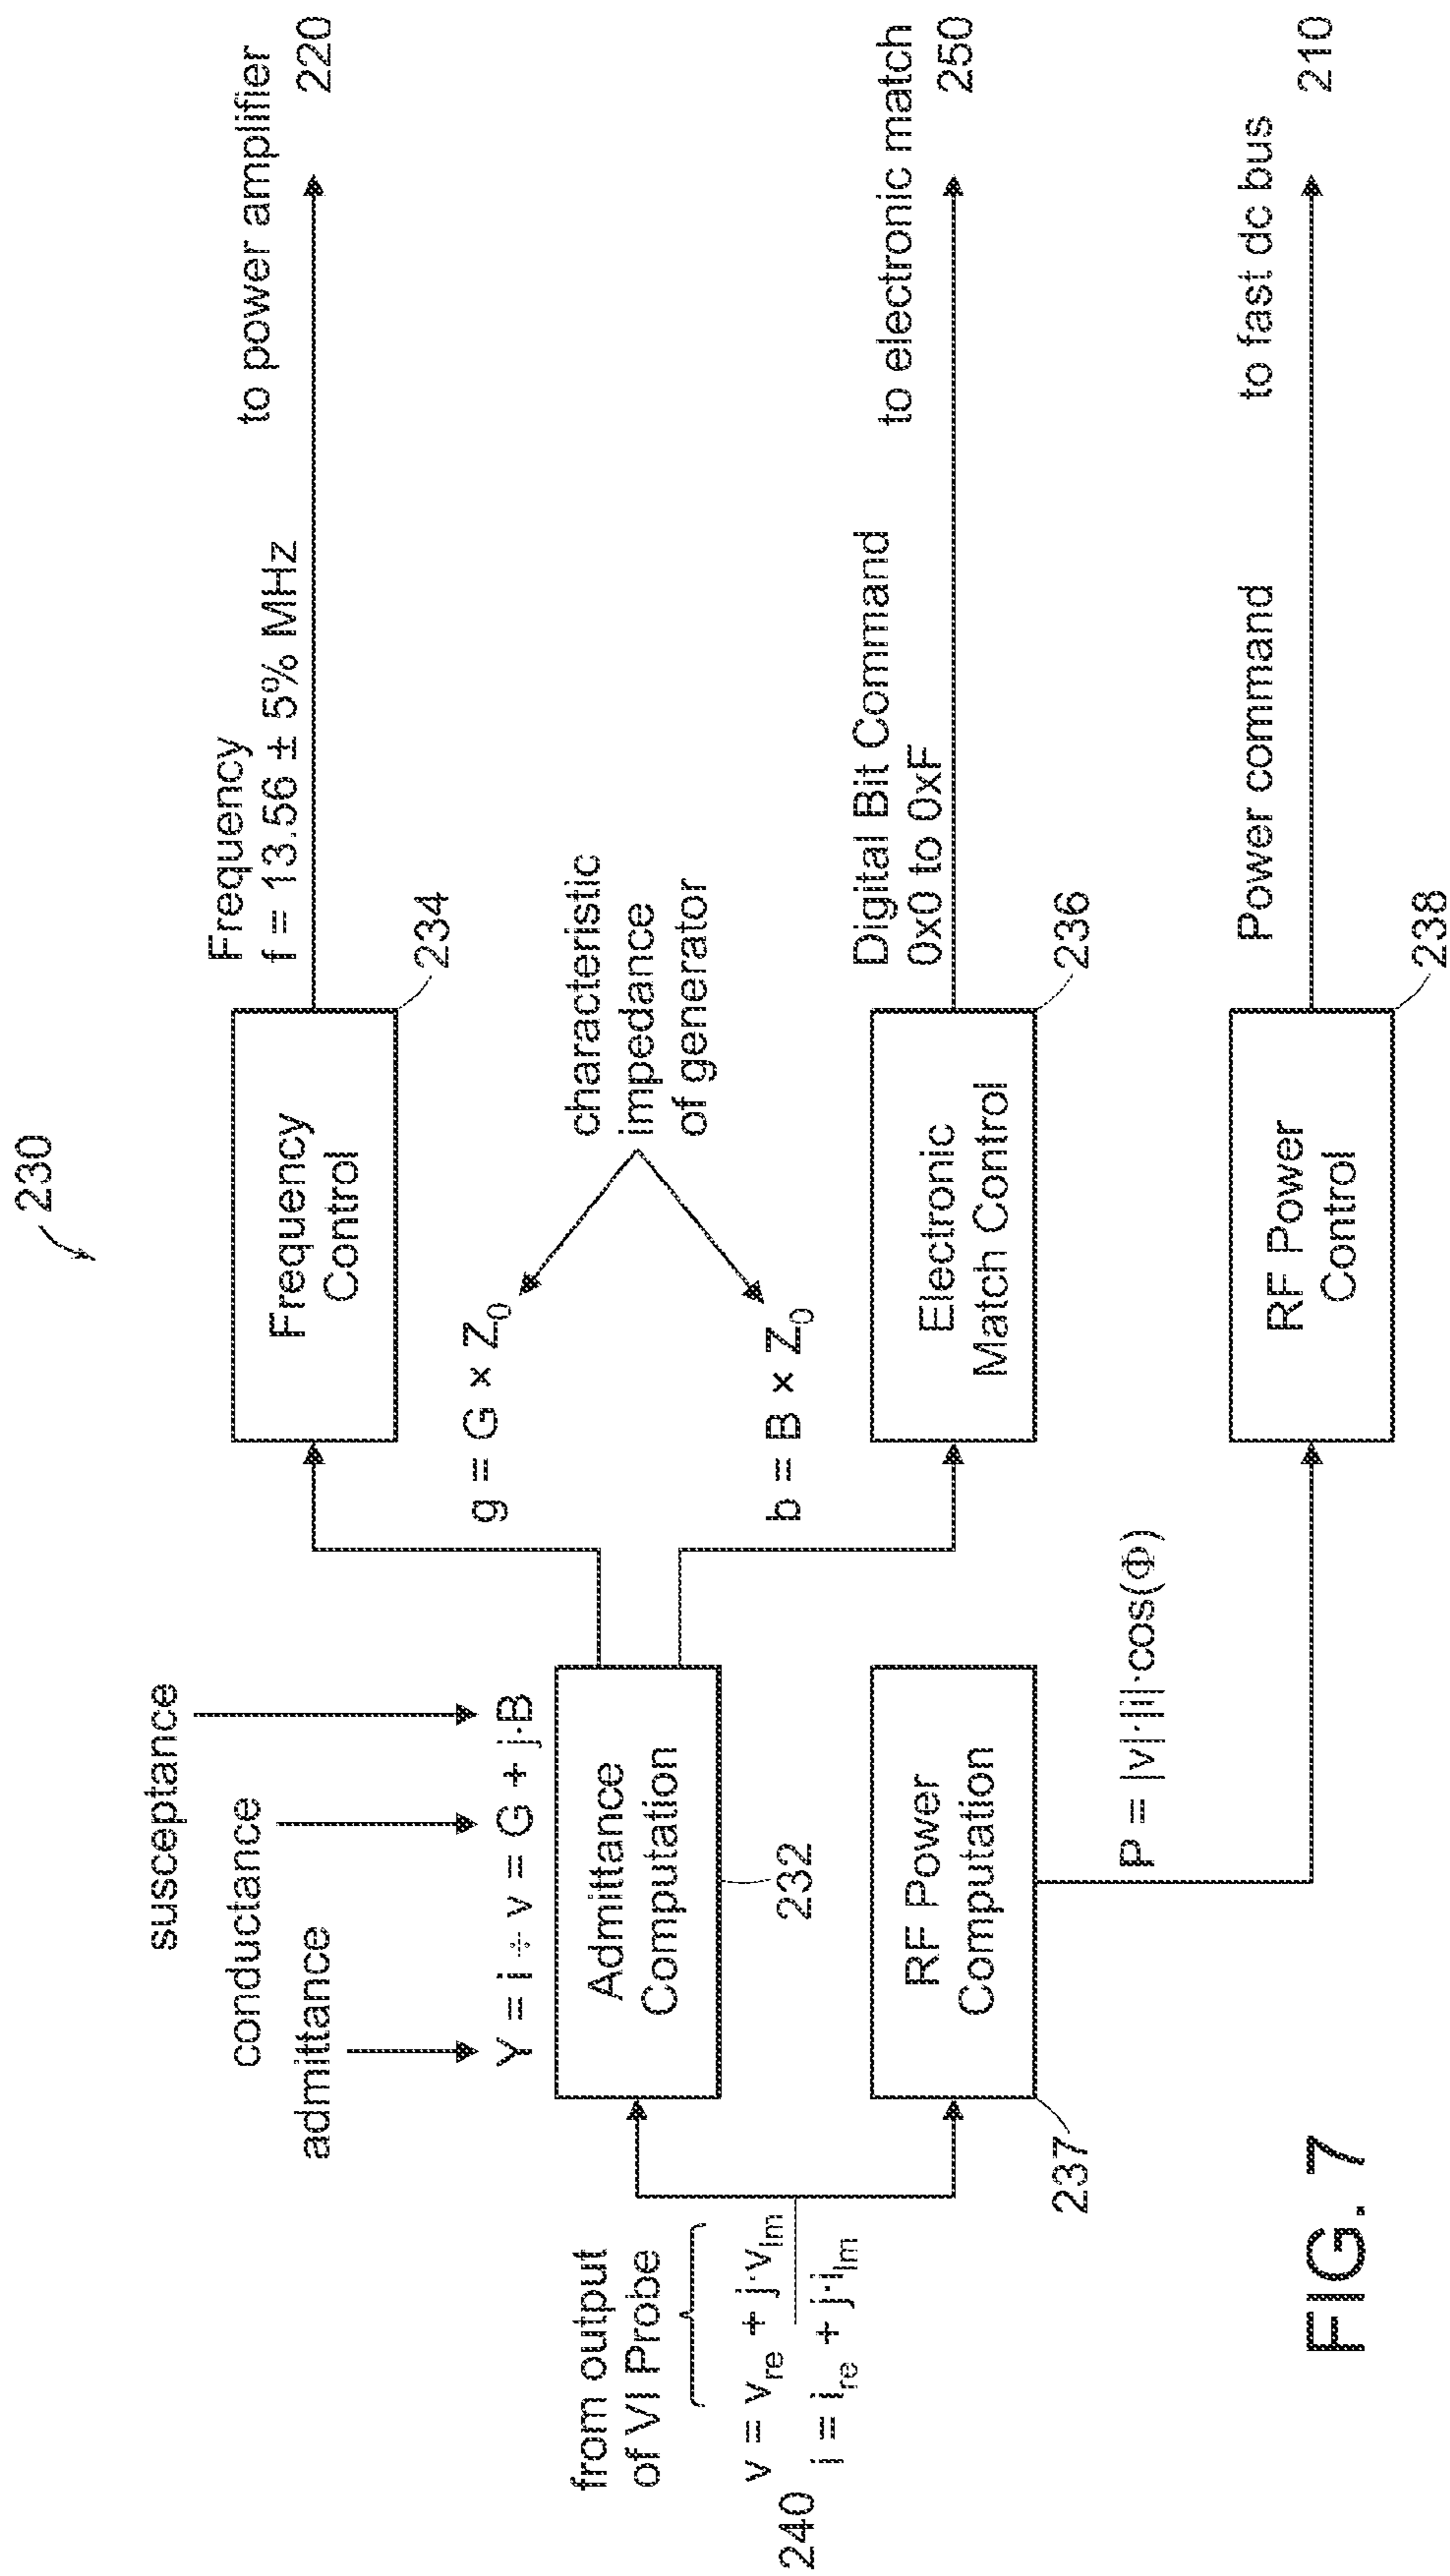 230
susceptance
conductance
admittance
Y = i ÷ v = G + j·B
from output
of VI Probe
v = v_re + j·v_Im
i = i_re + j·i_Im
240
Admittance
Computation
232
RF Power
Computation
237
P = |v|·|i|·cos(Φ)
g = G × Z_0
b = B × Z_0
characteristic
impedance
of generator
Frequency
Control
234
Frequency
f = 13.56 ± 5% MHz
to power amplifier
220
Electronic
Match Control
236
Digital Bit Command
0x0 to 0xF
to electronic match
250
RF Power
Control
238
Power command
to fast dc bus
210
FIG. 7